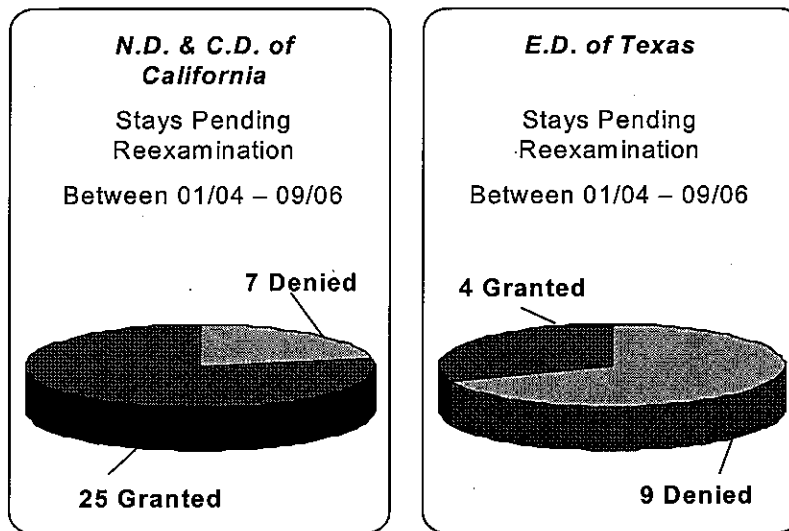 N.D. & C.D. of
California
Stays Pending
Reexamination
Between 01/04 – 09/06
7 Denied
25 Granted
E.D. of Texas
Stays Pending
Reexamination
Between 01/04 – 09/06
4 Granted
9 Denied